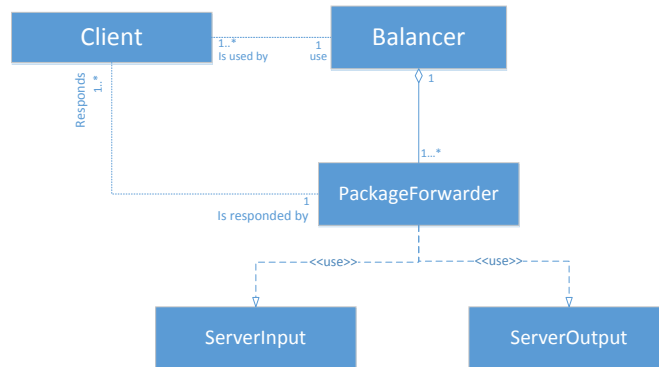 Client
Balancer
1..*
1
Is used by
use
1
Responds
1..*
1...*
PackageForwarder
1
Is responded by
<<use>>
<<use>>
ServerInput
ServerOutput